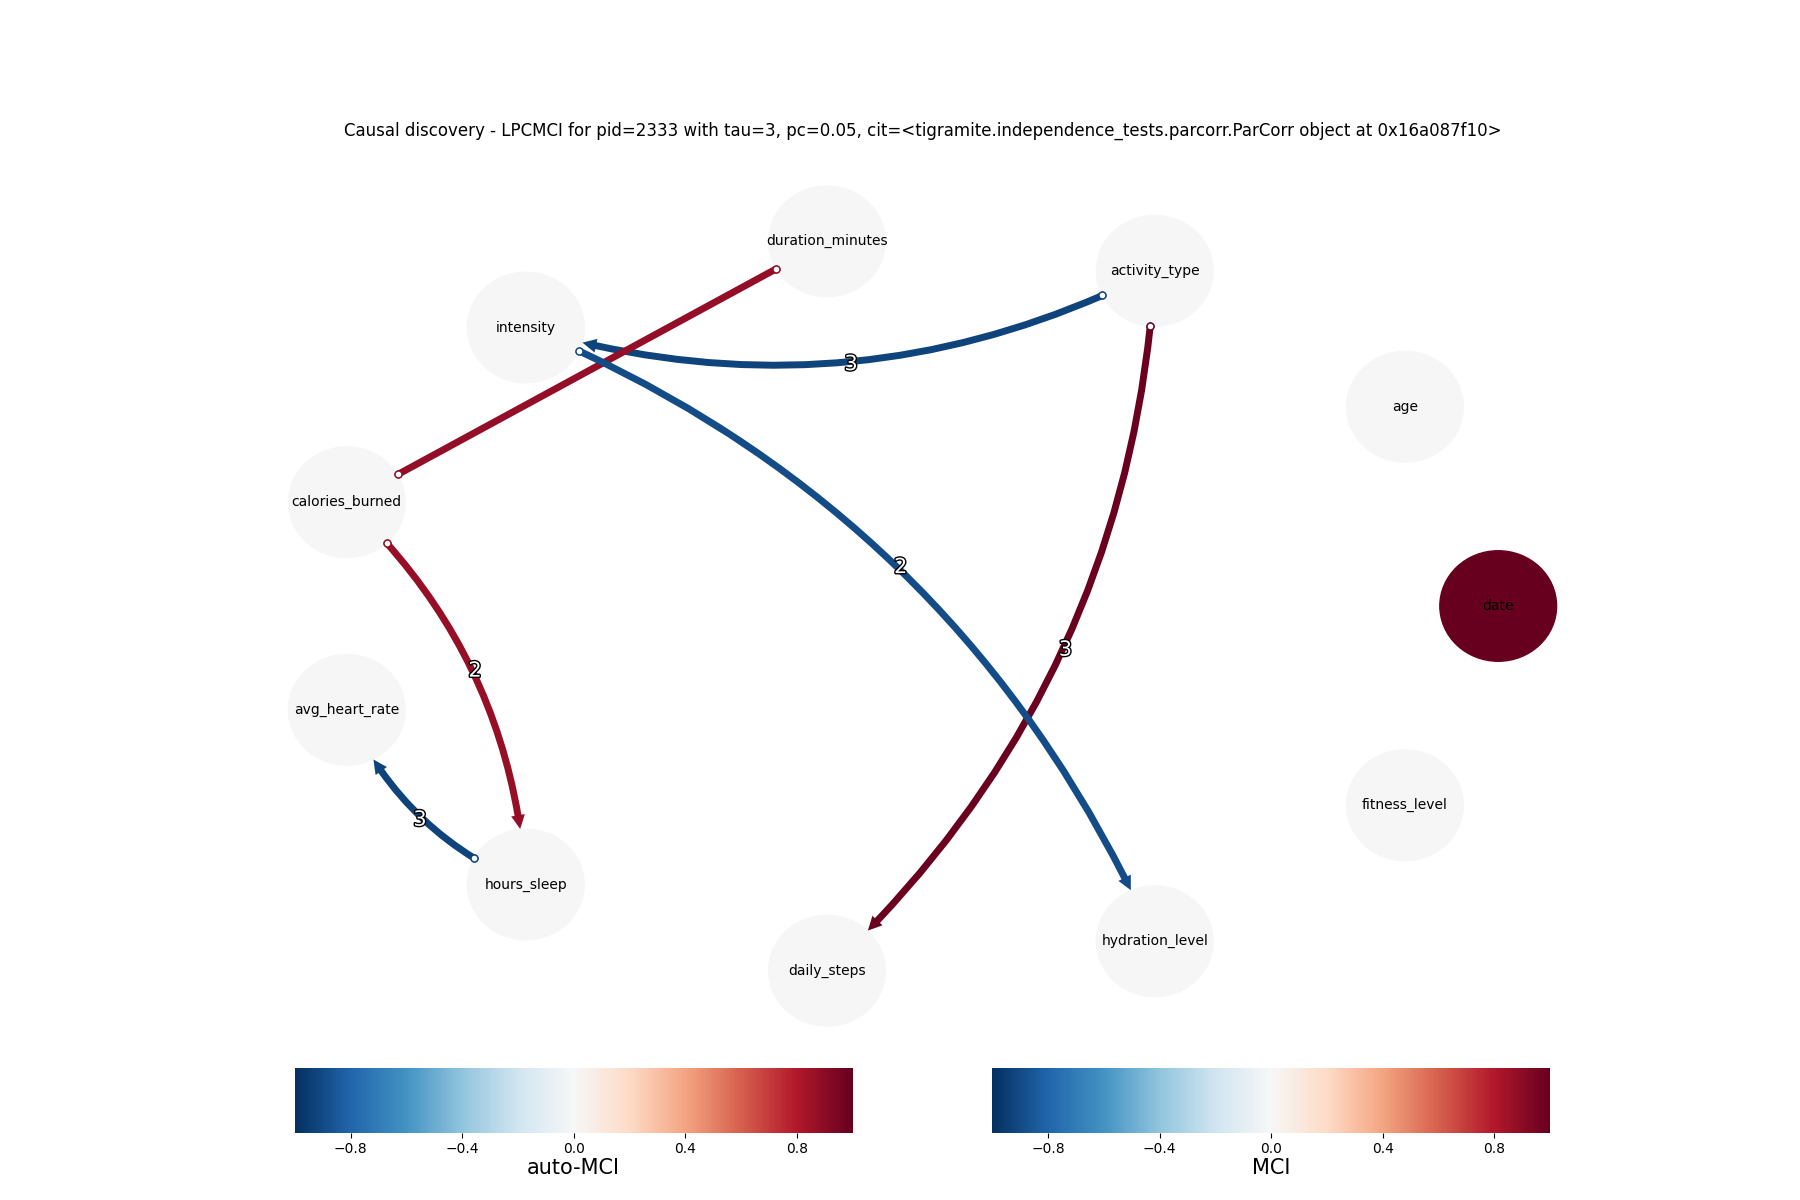 Causal discovery - LPCMCI for pid=2333 with tau=3, pc=0.05, cit=<tigramite.independence_tests.parcorr.ParCorr object at 0x16a087f10>
duration_minutes
activity_type
intensity
3
age
calories_burned
2
date
3
2
avg_heart_rate
3
fitness_level
hours_sleep
hydration_level
daily_steps
−0.8 −0.4 0.0 0.4 0.8
auto-MCI
−0.8 −0.4 0.0 0.4 0.8
MCI